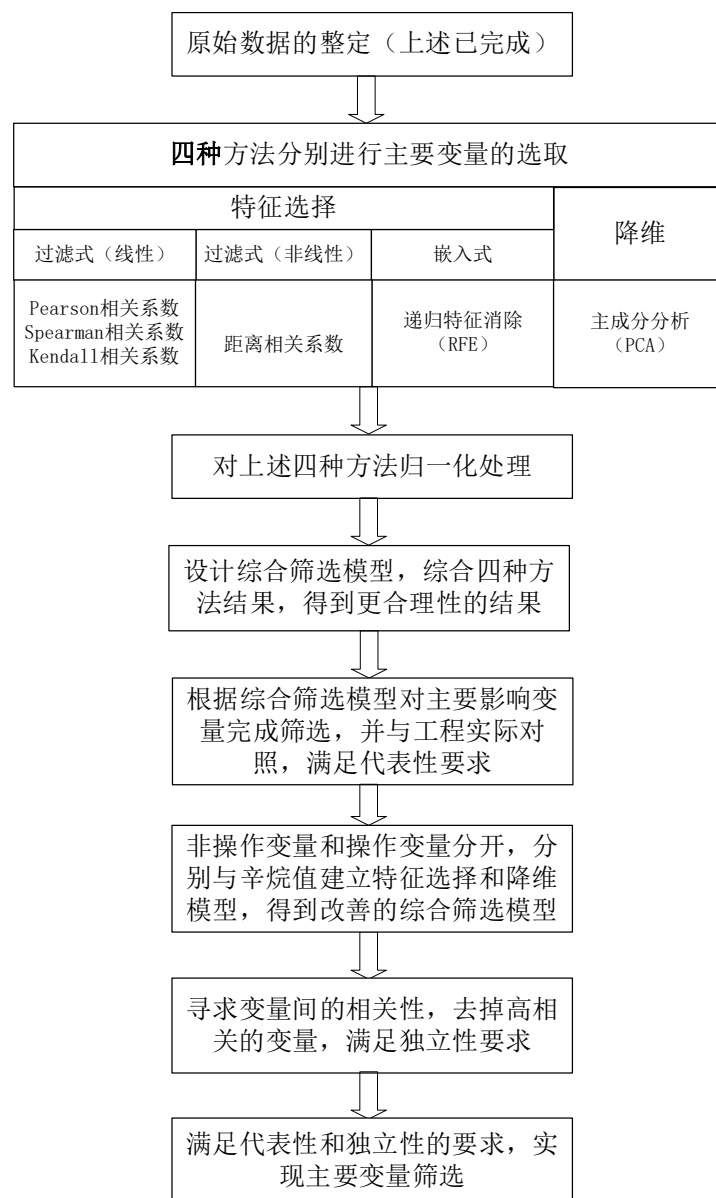 原始数据的整定（上述已完成）
四种方法分别进行主要变量的选取
特征选择
降维
过滤式（线性）
过滤式（非线性）
嵌入式
Pearson相关系数
Spearman相关系数
Kendall相关系数
距离相关系数
递归特征消除
（RFE）
主成分分析
（PCA）
对上述四种方法归一化处理
设计综合筛选模型，综合四种方
法结果，得到更合理性的结果
根据综合筛选模型对主要影响变
量完成筛选，并与工程实际对
照，满足代表性要求
非操作变量和操作变量分开，分
别与辛烷值建立特征选择和降维
模型，得到改善的综合筛选模型
寻求变量间的相关性，去掉高相
关的变量，满足独立性要求
满足代表性和独立性的要求，实
现主要变量筛选